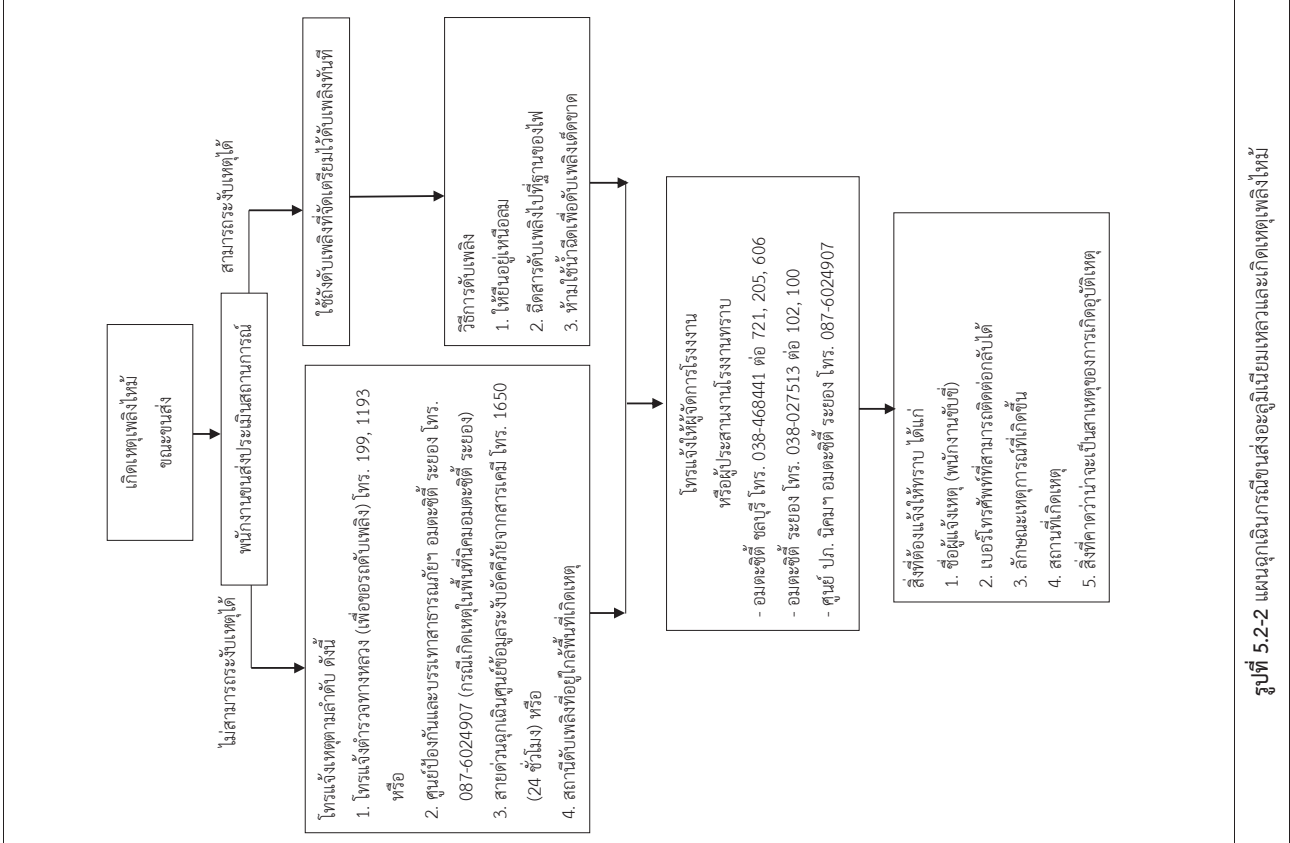 เกิดเหตุเพลิงไหม้
ขณะขนส่ง
พนักงานขนส่งประเมินสถานการณ์
ไม่สามารถระงับเหตุได้
สามารถระงับเหตุได้
โทรแจ้งเหตุตามลำดับ ดังนี้
1. โทรแจ้งตำรวจทางหลวง (เพื่อขอรถดับเพลิง) โทร. 199, 1193
หรือ
2. ศูนย์ป้องกันและบรรเทาสาธารณภัยฯ อมตะซิตี้ ระยอง โทร.
087-6024907 (กรณีเกิดเหตุในพื้นที่นิคมอมตะซิตี้ ระยอง)
3. สายด่วนฉุกเฉินศูนย์ข้อมูลระงับอัคคีภัยจากสารเคมี โทร. 1650
(24 ชั่วโมง) หรือ
4. สถานีดับเพลิงที่อยู่ใกล้พื้นที่เกิดเหตุ
ใช้ถังดับเพลิงที่จัดเตรียมไว้ดับเพลิงทันที
วิธีการดับเพลิง
1. ให้ยืนอยู่เหนือลม
2. ฉีดสารดับเพลิงไปที่ฐานของไฟ
3. ห้ามใช้น้ำฉีดเพื่อดับเพลิงเด็ดขาด
โทรแจ้งให้ผู้จัดการโรงงงาน
หรือผู้ประสานงานโรงงานทราบ
- อมตะซิตี้ ชลบุรี โทร. 038-468441 ต่อ 721, 205, 606
- อมตะซิตี้ ระยอง โทร. 038-027513 ต่อ 102, 100
- ศูนย์ ปภ. นิคมฯ อมตะซิตี้ ระยอง โทร. 087-6024907
สิ่งที่ต้องแจ้งให้ทราบ ได้แก่
1. ชื่อผู้แจ้งเหตุ (พนักงานขับขี่)
2. เบอร์โทรศัพท์ที่สามารถติดต่อกลับได้
3. ลักษณะเหตุการณ์ที่เกิดขึ้น
4. สถานที่เกิดเหตุ
5. สิ่งที่คาดว่าน่าจะเป็นสาเหตุของการเกิดอุบัติเหตุ
รูปที่ 5.2-2 แผนฉุกเฉินกรณีขนส่งอะลูมิเนียมเหลวและเกิดเหตุเพลิงไหม้